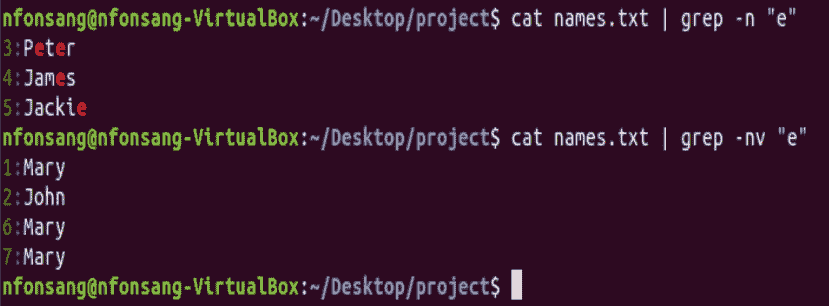 nfonsang@nfonsang-VirtualBox:~/Desktop/project$ cat names.txt | grep -n "e"
3:Peter
4:James
5:Jackie
nfonsang@nfonsang-VirtualBox:~/Desktop/project$ cat names.txt | grep -nv "e"
1:Mary
2:John
6:Mary
7:Mary
nfonsang@nfonsang-VirtualBox:~/Desktop/project$